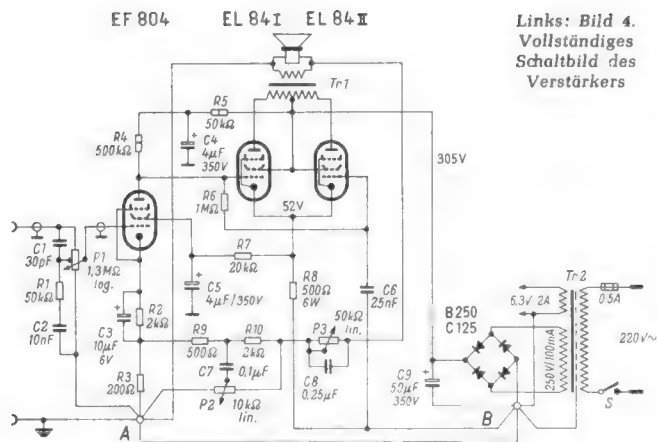 EF 804
EL 84 I
EL 84 II
Links: Bild 4.
Vollständiges
Schaltbild des
Verstärkers
Tr1
R5
50kΩ
R4
500kΩ
C4
4µF
350V
R6
1MΩ
52V
305V
C1
30pF
P1
1,3MΩ
log.
R1
50kΩ
C2
10nF
R7
20kΩ
C5
4µF/350V
R8
500Ω
6W
C6
25nF
C3
10µF
6V
R2
2kΩ
R9
500Ω
R10
2kΩ
P3
50kΩ
lin.
C7
0,1µF
C8
0,25µF
R3
200Ω
P2
10kΩ
lin.
A
C9
50µF
350V
B250
C125
6,3V 2A
250V/100mA
Tr2
0,5A
220V~
S
B